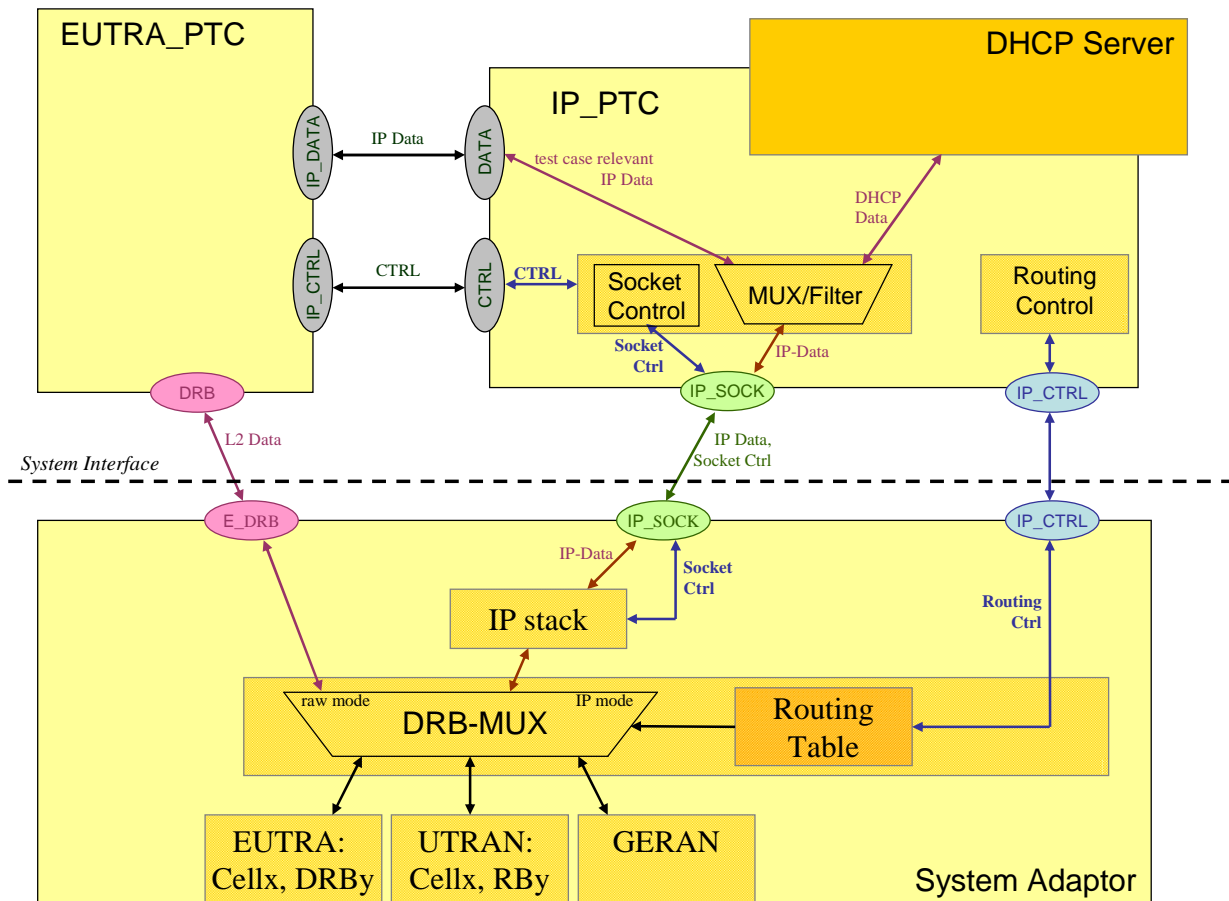 EUTRA_PTC
DHCP Server
IP_PTC
IP_DATA
IP Data
DATA
test case relevant
IP Data
DHCP
Data
IP_CTRL
CTRL
CTRL
CTRL
Socket
Control
MUX/Filter
Routing
Control
Socket
Ctrl
IP-Data
DRB
IP_SOCK
IP_CTRL
L2 Data
IP Data,
Socket Ctrl
System Interface
E_DRB
IP_SOCK
IP_CTRL
IP-Data
Socket
Ctrl
IP stack
Routing
Ctrl
raw mode
IP mode
DRB-MUX
Routing
Table
EUTRA:
Cellx, DRBy
UTRAN:
Cellx, RBy
GERAN
System Adaptor